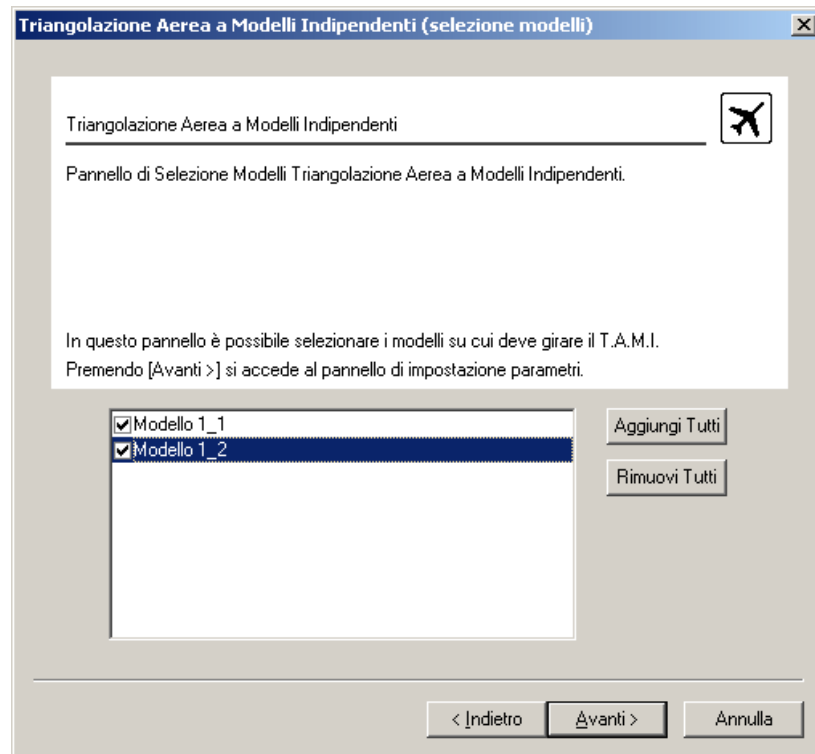 Triangolazione Aerea a Modelli Indipendenti (selezione modelli)
Triangolazione Aerea a Modelli Indipendenti
Pannello di Selezione Modelli Triangolazione Aerea a Modelli Indipendenti.
In questo pannello è possibile selezionare i modelli su cui deve girare il T.A.M.I.
Premendo [Avanti >] si accede al pannello di impostazione parametri.
Modello 1_1
Modello 1_2
Aggiungi Tutti
Rimuovi Tutti
< Indietro
Avanti >
Annulla